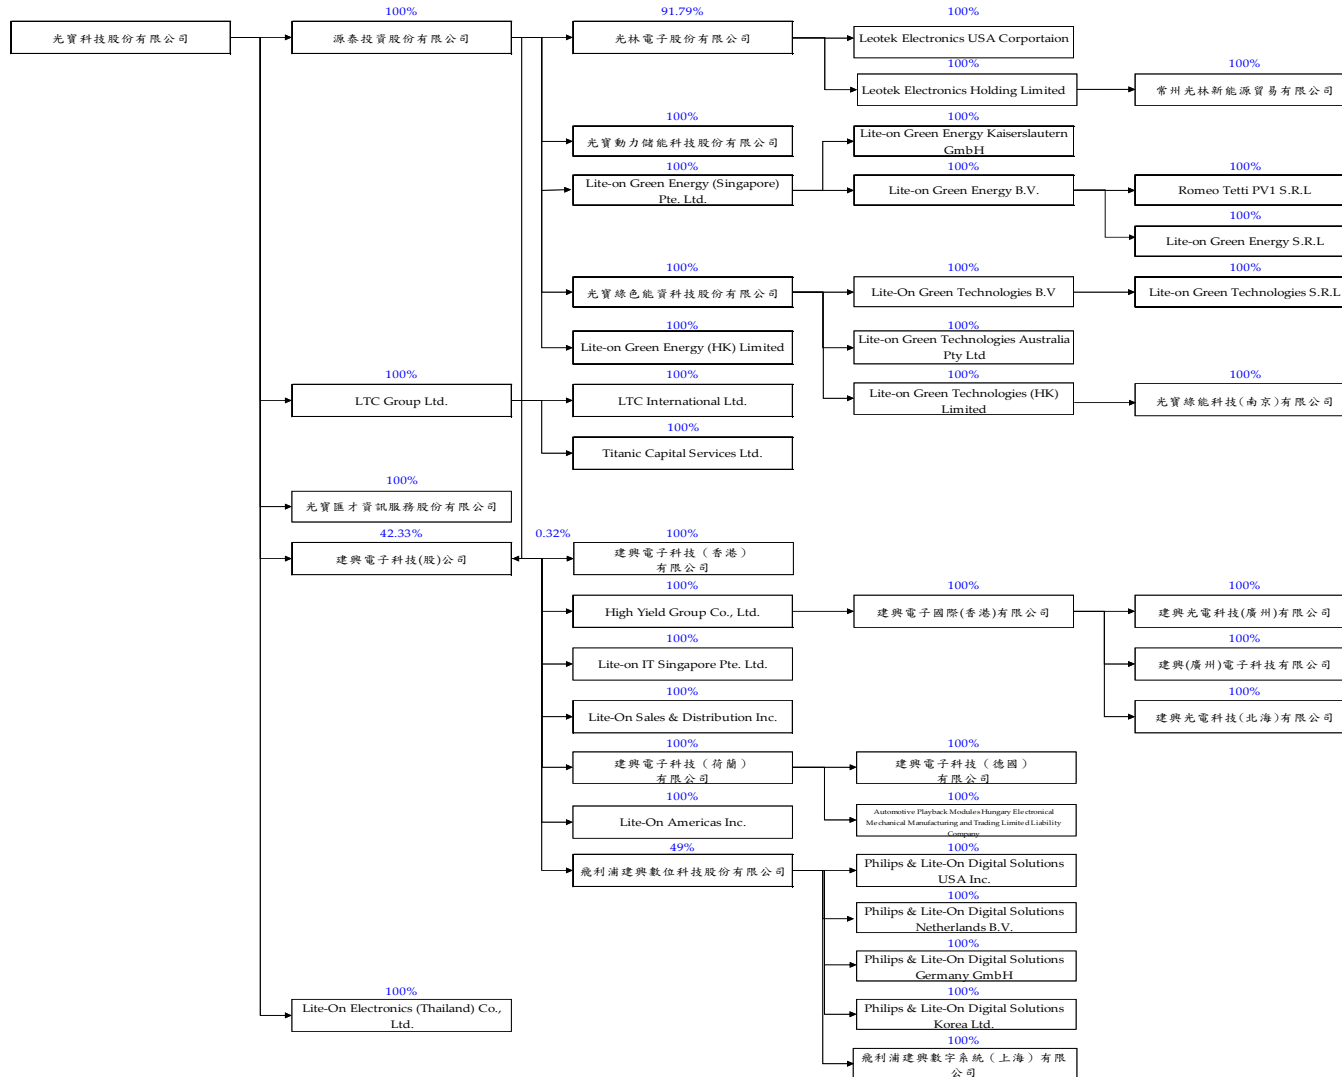 100%
91.79%
100%
光寶科技股份有限公司
源泰投資股份有限公司
光林電子股份有限公司
Leotek Electronics USA Corportaion
100%
100%
Leotek Electronics Holding Limited
常州光林新能源貿易有限公司
100%
100%
光寶動力儲能科技股份有限公司
Lite-on Green Energy Kaiserslautern
GmbH
100%
100%
100%
Lite-on Green Energy (Singapore)
Pte. Ltd.
Lite-on Green Energy B.V.
Romeo Tetti PV1 S.R.L
100%
Lite-on Green Energy S.R.L
100%
100%
100%
光寶綠色能資科技股份有限公司
Lite-On Green Technologies B.V
Lite-on Green Technologies S.R.L
100%
100%
Lite-on Green Energy (HK) Limited
Lite-on Green Technologies Australia
Pty Ltd
100%
100%
100%
100%
LTC Group Ltd.
LTC International Ltd.
Lite-on Green Technologies (HK)
Limited
光寶綠能科技(南京)有限公司
100%
Titanic Capital Services Ltd.
100%
光寶匯才資訊服務股份有限公司
42.33%
0.32%
100%
建興電子科技(股)公司
建興電子科技（香港）
有限公司
100%
100%
100%
High Yield Group Co., Ltd.
建興電子國際(香港)有限公司
建興光電科技(廣州)有限公司
100%
100%
Lite-on IT Singapore Pte. Ltd.
建興(廣州)電子科技有限公司
100%
100%
Lite-On Sales & Distribution Inc.
建興光電科技(北海)有限公司
100%
100%
建興電子科技（荷蘭）
有限公司
建興電子科技（德國）
有限公司
100%
100%
Lite-On Americas Inc.
Automotive Playback Modules Hungary Electronical
Mechanical Manufacturing and Trading Limited Liability
Company
49%
100%
飛利浦建興數位科技股份有限公司
Philips & Lite-On Digital Solutions
USA Inc.
100%
Philips & Lite-On Digital Solutions
Netherlands B.V.
100%
Philips & Lite-On Digital Solutions
Germany GmbH
100%
100%
Lite-On Electronics (Thailand) Co.,
Ltd.
Philips & Lite-On Digital Solutions
Korea Ltd.
100%
飛利浦建興數字系統（上海）有限
公司